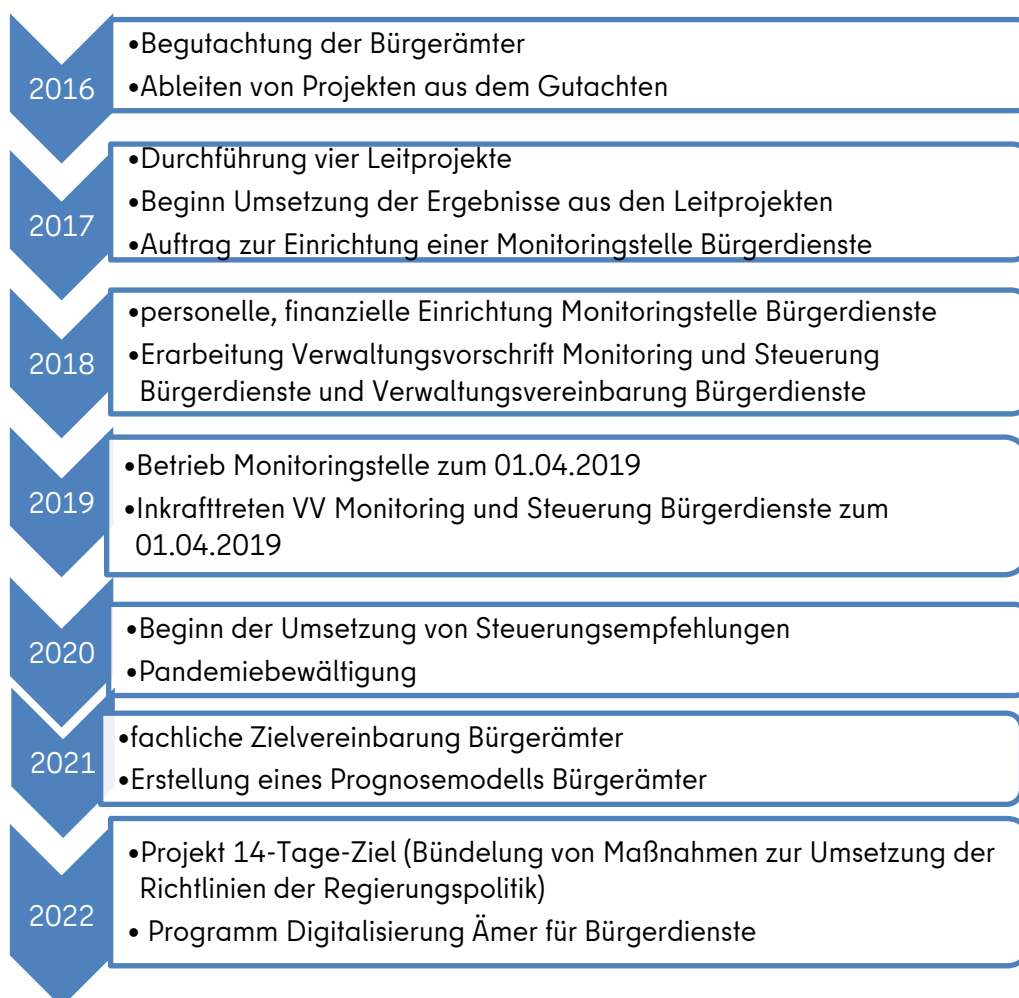 2016
•Begutachtung der Bürgerämter
•Ableiten von Projekten aus dem Gutachten
2017
•Durchführung vier Leitprojekte
•Beginn Umsetzung der Ergebnisse aus den Leitprojekten
•Auftrag zur Einrichtung einer Monitoringstelle Bürgerdienste
2018
•personelle, finanzielle Einrichtung Monitoringstelle Bürgerdienste
•Erarbeitung Verwaltungsvorschrift Monitoring und Steuerung
Bürgerdienste und Verwaltungsvereinbarung Bürgerdienste
2019
•Betrieb Monitoringstelle zum 01.04.2019
•Inkrafttreten VV Monitoring und Steuerung Bürgerdienste zum
01.04.2019
2020
•Beginn der Umsetzung von Steuerungsempfehlungen
•Pandemiebewältigung
2021
•fachliche Zielvereinbarung Bürgerämter
•Erstellung eines Prognosemodells Bürgerämter
2022
•Projekt 14-Tage-Ziel (Bündelung von Maßnahmen zur Umsetzung der
Richtlinien der Regierungspolitik)
• Programm Digitalisierung Ämer für Bürgerdienste